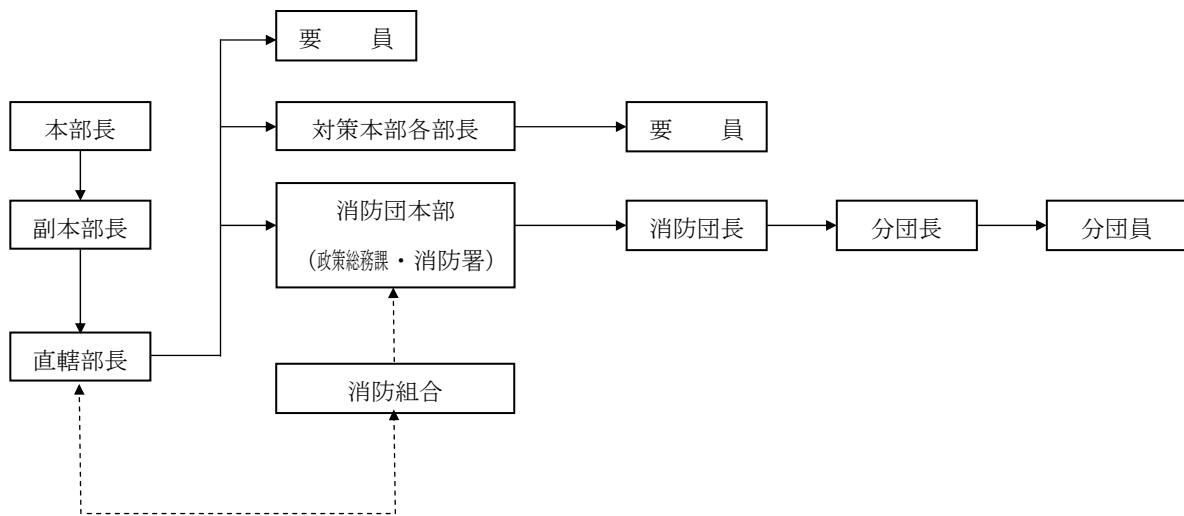 要　　員
本部長
対策本部各部長
要　　員
副本部長
消防団本部
（政策総務課・消防署）
消防団長
分団長
分団員
直轄部長
消防組合